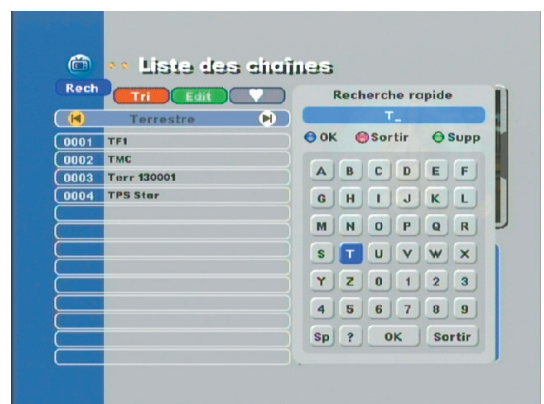 Liste des chaînes
Rech
Tri Edit
Terrestre
0001 TF1
0002 TMC
0003 Terr 130001
0004 TPS Star
Recherche rapide
T_
OK Sortir Supp
A B C D E F
G H I J K L
M N O P Q R
S T U V W X
Y Z 0 1 2 3
4 5 6 7 8 9
Sp ? OK Sortir